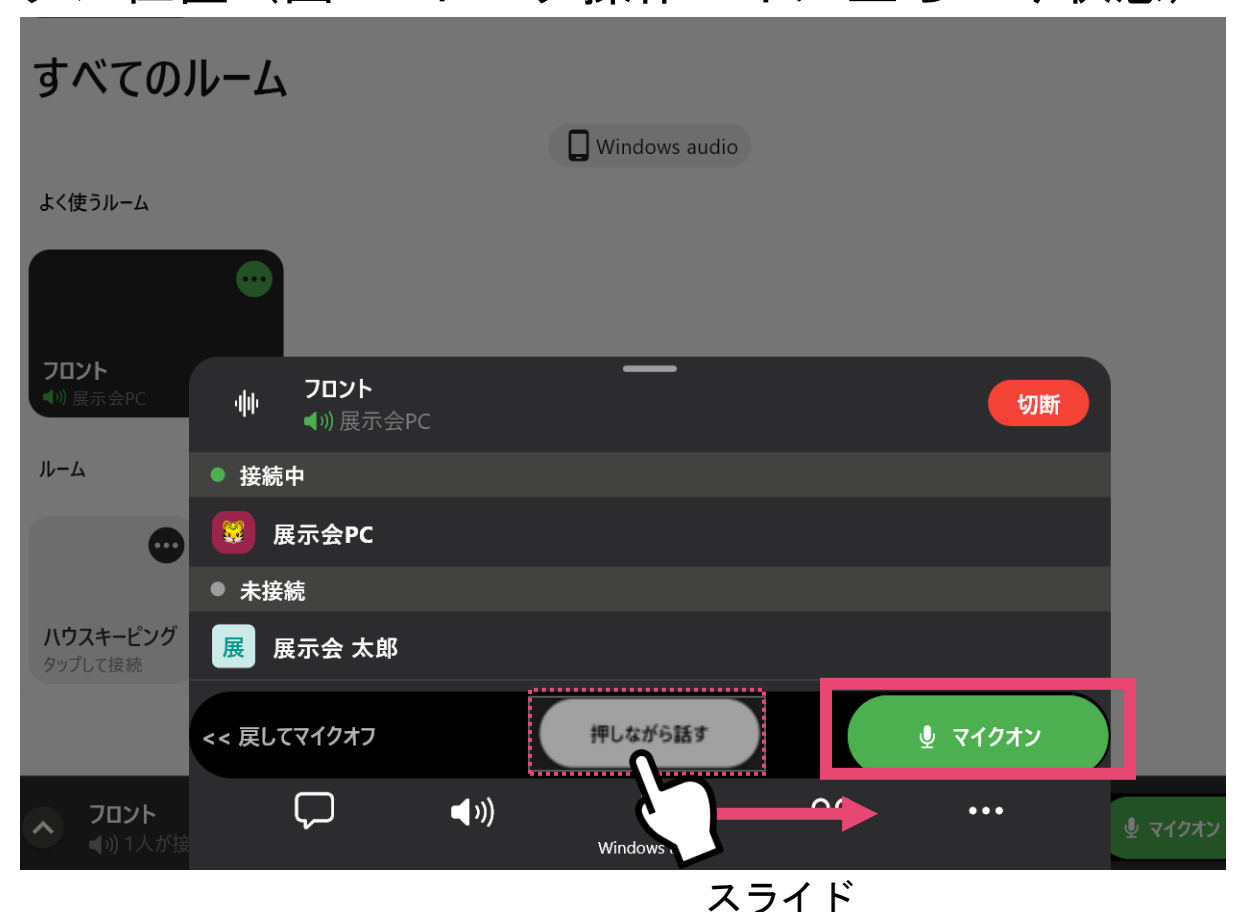 すべてのルーム
Windows audio
よく使うルーム
フロント
展示会PC
フロント
展示会PC
切断
ルーム
接続中
展示会PC
未接続
ハウスキーピング
タップして接続
展 展示会 太郎
<< 戻してマイクオフ
押しながら話す
マイクオン
フロント
1人が接
Windows
マイクオン
スライド